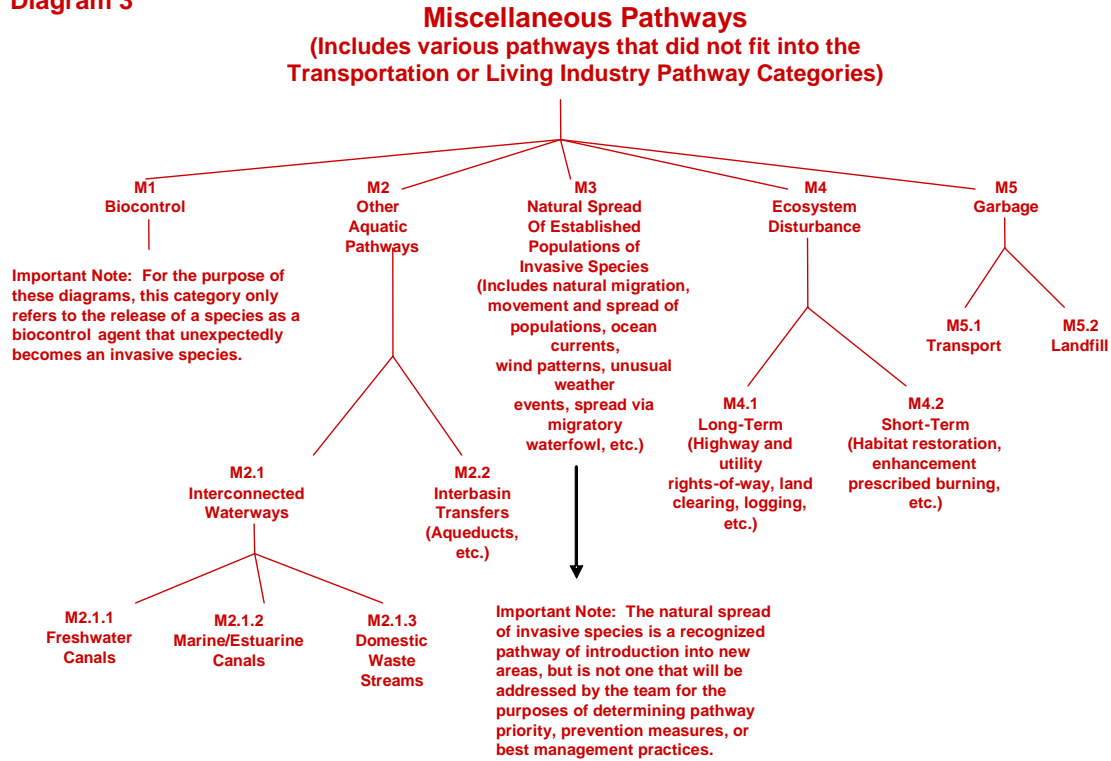 Diagram 3
Miscellaneous Pathways
(Includes various pathways that did not fit into the
Transportation or Living Industry Pathway Categories)
M1
Biocontrol
Important Note: For the purpose of
these diagrams, this category only
refers to the release of a species as a
biocontrol agent that unexpectedly
becomes an invasive species.
M2
Other
Aquatic
Pathways
M2.1
Interconnected
Waterways
M2.1.1
Freshwater
Canals
M2.1.2
Marine/Estuarine
Canals
M2.1.3
Domestic
Waste
Streams
M2.2
Interbasin
Transfers
(Aqueducts,
etc.)
M3
Natural Spread
Of Established
Populations of
Invasive Species
(Includes natural migration,
movement and spread of
populations, ocean
currents,
wind patterns, unusual
weather
events, spread via
migratory
waterfowl, etc.)
Important Note: The natural spread
of invasive species is a recognized
pathway of introduction into new
areas, but is not one that will be
addressed by the team for the
purposes of determining pathway
priority, prevention measures, or
best management practices.
M4
Ecosystem
Disturbance
M4.1
Long-Term
(Highway and
utility
rights-of-way, land
clearing, logging,
etc.)
M4.2
Short-Term
(Habitat restoration,
enhancement
prescribed burning,
etc.)
M5
Garbage
M5.1
Transport
M5.2
Landfill